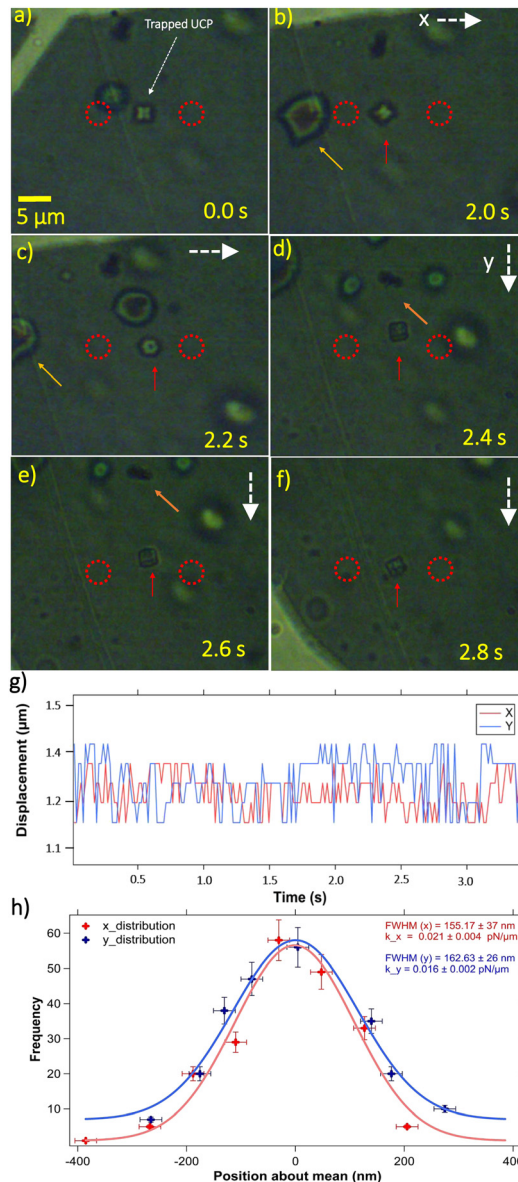 a)
Trapped UCP
5 µm
0.0 s
b)
x
2.0 s
c)
2.2 s
d)
y
2.4 s
e)
2.6 s
f)
2.8 s
g)
1.5
1.4
1.2
1.1
Displacement (µm)
X
Y
0.5
1.0
1.5
2.0
2.5
3.0
Time (s)
h)
x_distribution
y_distribution
FWHM (x) = 155.17 ± 37 nm
k_x = 0.021 ± 0.004 pN/µm
FWHM (y) = 162.63 ± 26 nm
k_y = 0.016 ± 0.002 pN/µm
60
50
40
30
20
10
Frequency
-400
-200
0
200
400
Position about mean (nm)